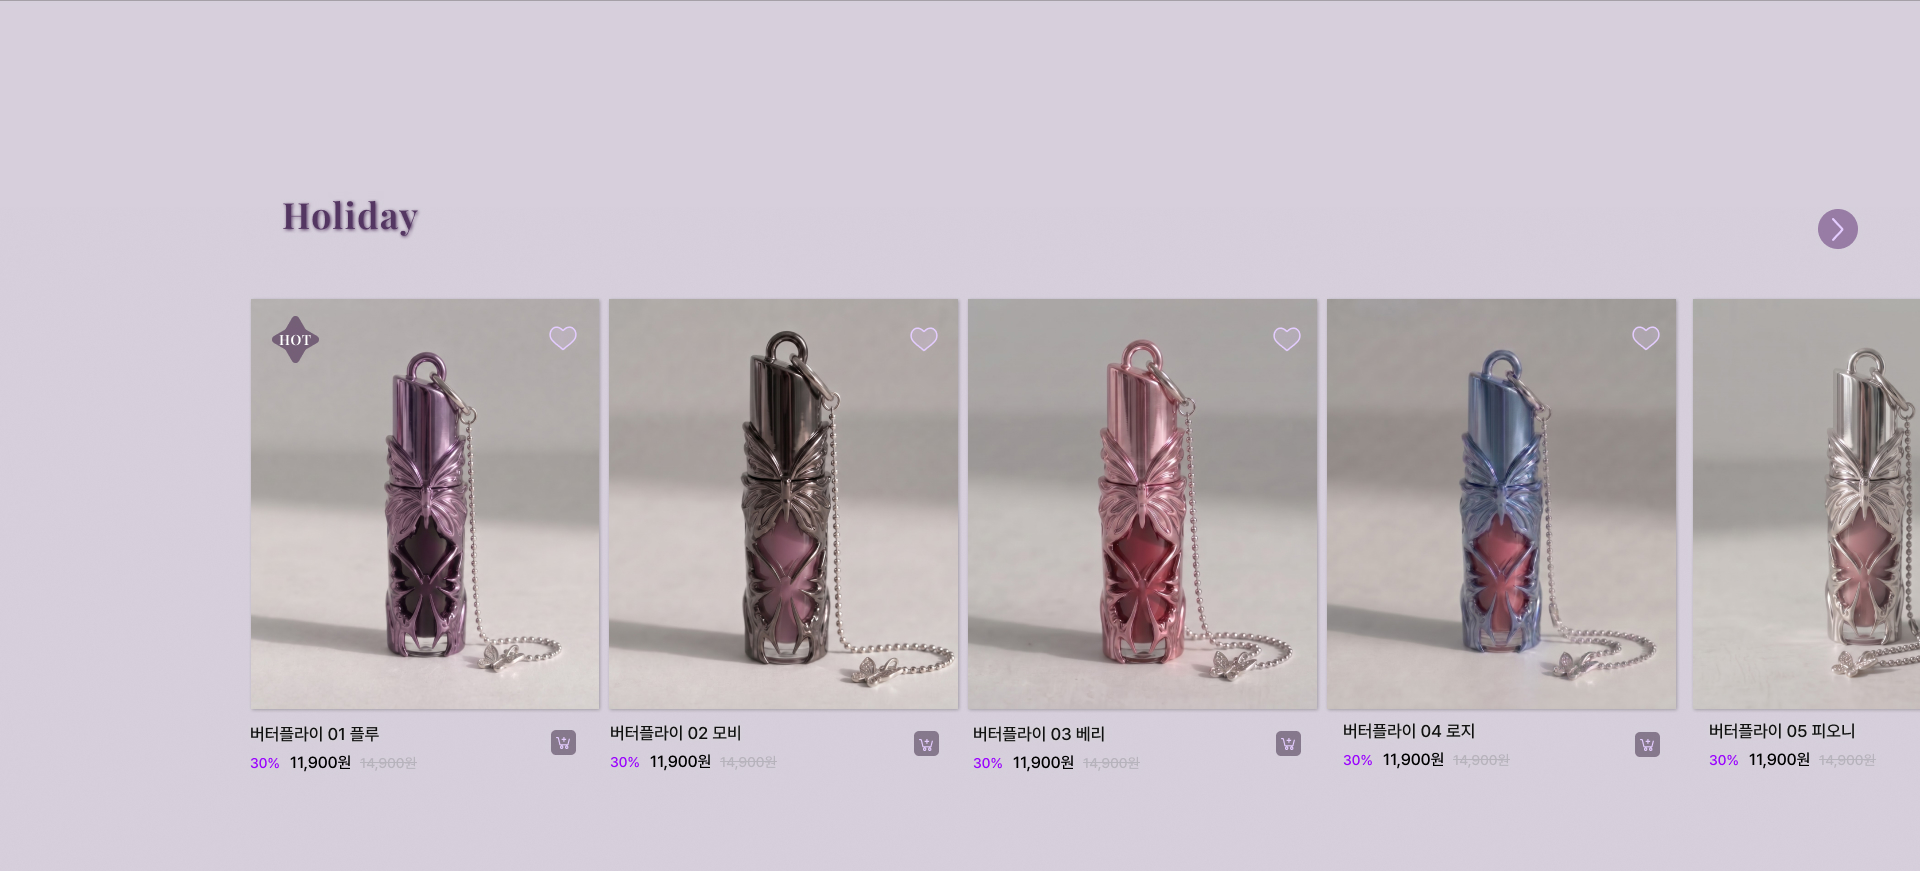 Holiday
HOT
버터플라이 01 플루
30% 11,900원 14,900원
버터플라이 02 모비
30% 11,900원 14,900원
버터플라이 03 베리
30% 11,900원 14,900원
버터플라이 04 로지
30% 11,900원 14,900원
버터플라이 05 피오니
30% 11,900원 14,900원